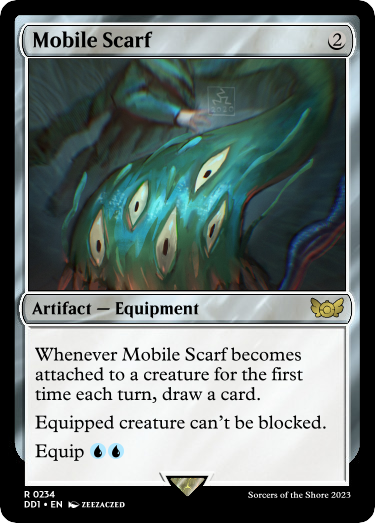 Mobile Scarf 2
Artifact — Equipment
Whenever Mobile Scarf becomes
attached to a creature for the first
time each turn, draw a card.
Equipped creature can't be blocked.
Equip
R 0234
DD1 • EN ZEEZACZED
Sorcers of the Shore 2023